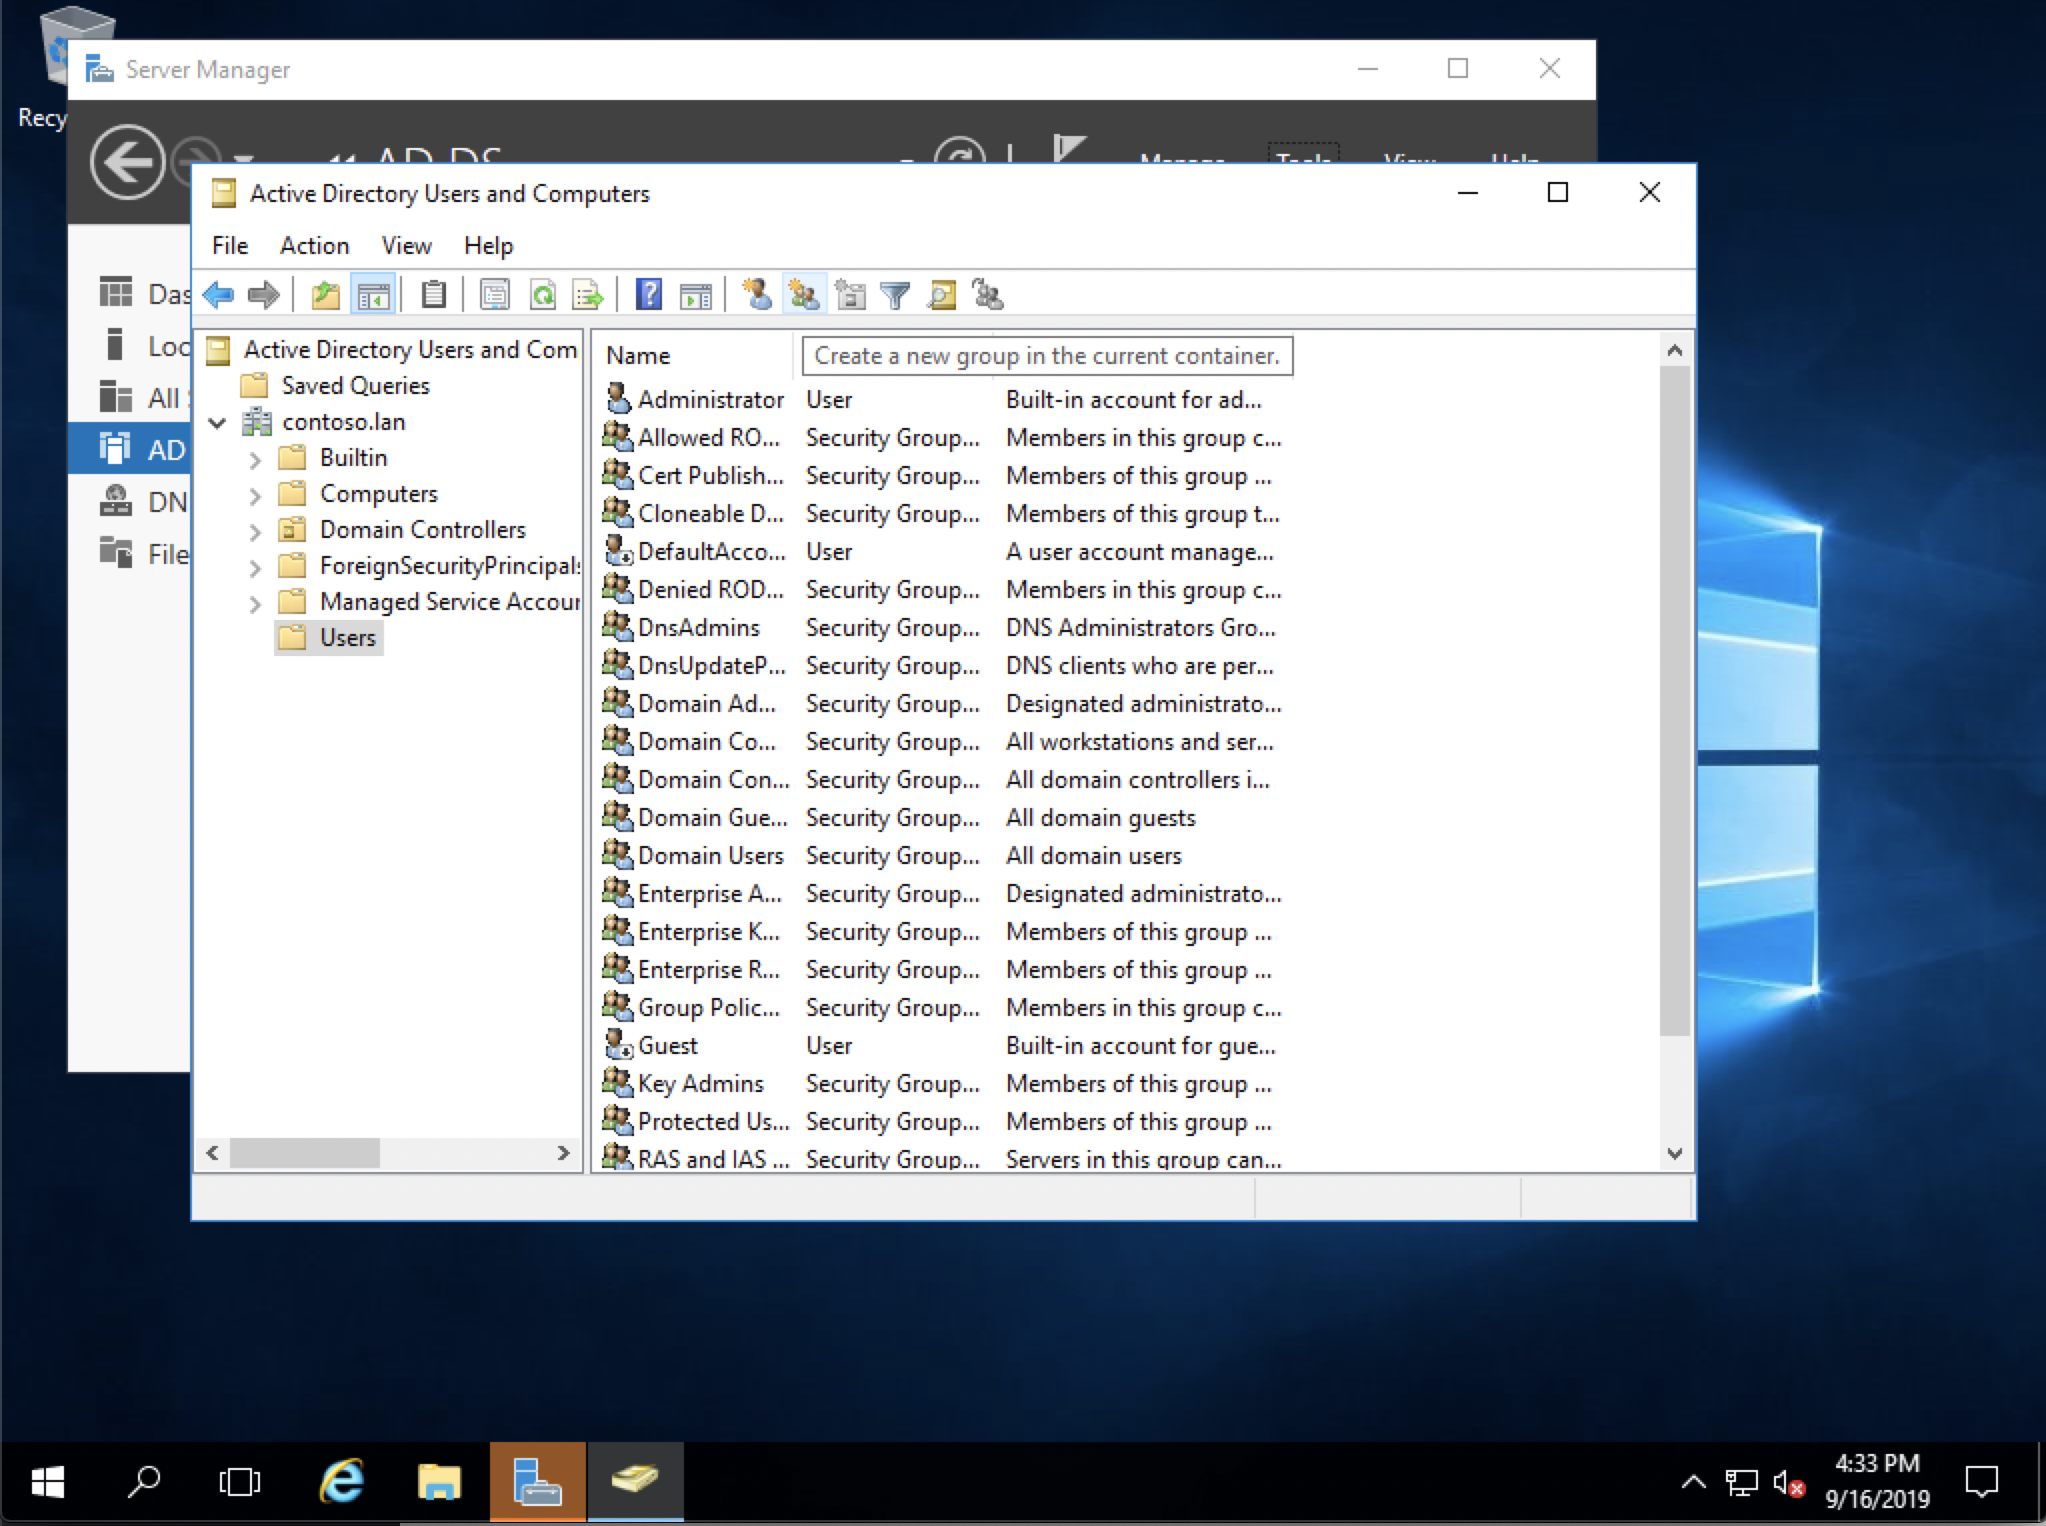 Recy
Server Manager
AD DS
Manage Tools View Help
Active Directory Users and Computers
File Action View Help
Das
Loc
All S
AD
DN
File
Active Directory Users and Com
Saved Queries
contoso.lan
Builtin
Computers
Domain Controllers
ForeignSecurityPrincipals
Managed Service Accour
Users
Name
Create a new group in the current container.
Administrator User Built-in account for ad...
Allowed RO... Security Group... Members in this group c...
Cert Publish... Security Group... Members of this group ...
Cloneable D... Security Group... Members of this group t...
DefaultAcco... User A user account manage...
Denied ROD... Security Group... Members in this group c...
DnsAdmins Security Group... DNS Administrators Gro...
DnsUpdateP... Security Group... DNS clients who are per...
Domain Ad... Security Group... Designated administrato...
Domain Co... Security Group... All workstations and ser...
Domain Con... Security Group... All domain controllers i...
Domain Gue... Security Group... All domain guests
Domain Users Security Group... All domain users
Enterprise A... Security Group... Designated administrato...
Enterprise K... Security Group... Members of this group ...
Enterprise R... Security Group... Members of this group ...
Group Polic... Security Group... Members in this group c...
Guest User Built-in account for gue...
Key Admins Security Group... Members of this group ...
Protected Us... Security Group... Members of this group ...
RAS and IAS ... Security Group... Servers in this group can...
4:33 PM
9/16/2019